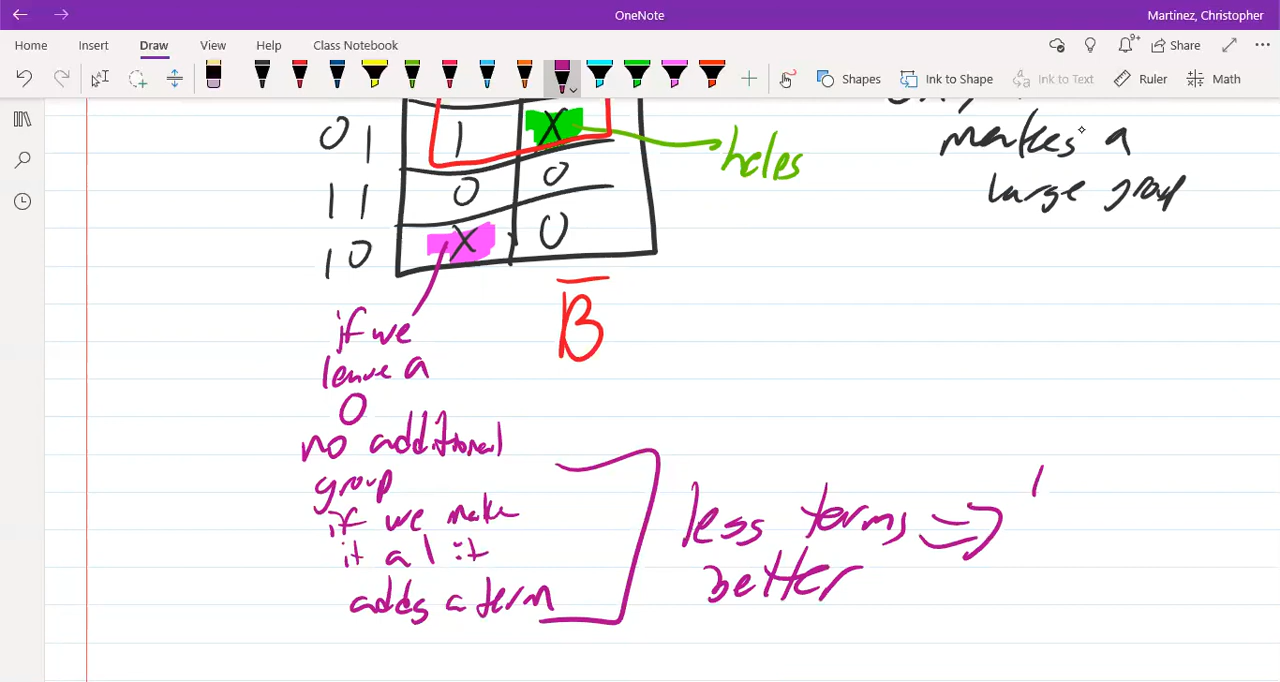 OneNote
Martínez, Christopher
Home Insert Draw View Help Class Notebook
Share
Shapes Ink to Shape Ink to Text Ruler Math
makes a
large group
01 1 X
helps
11 0 0
10 X 0
B
if we
leave a
0
no additional
group
if we make
it a 1 it
adds a term
less terms =>
better